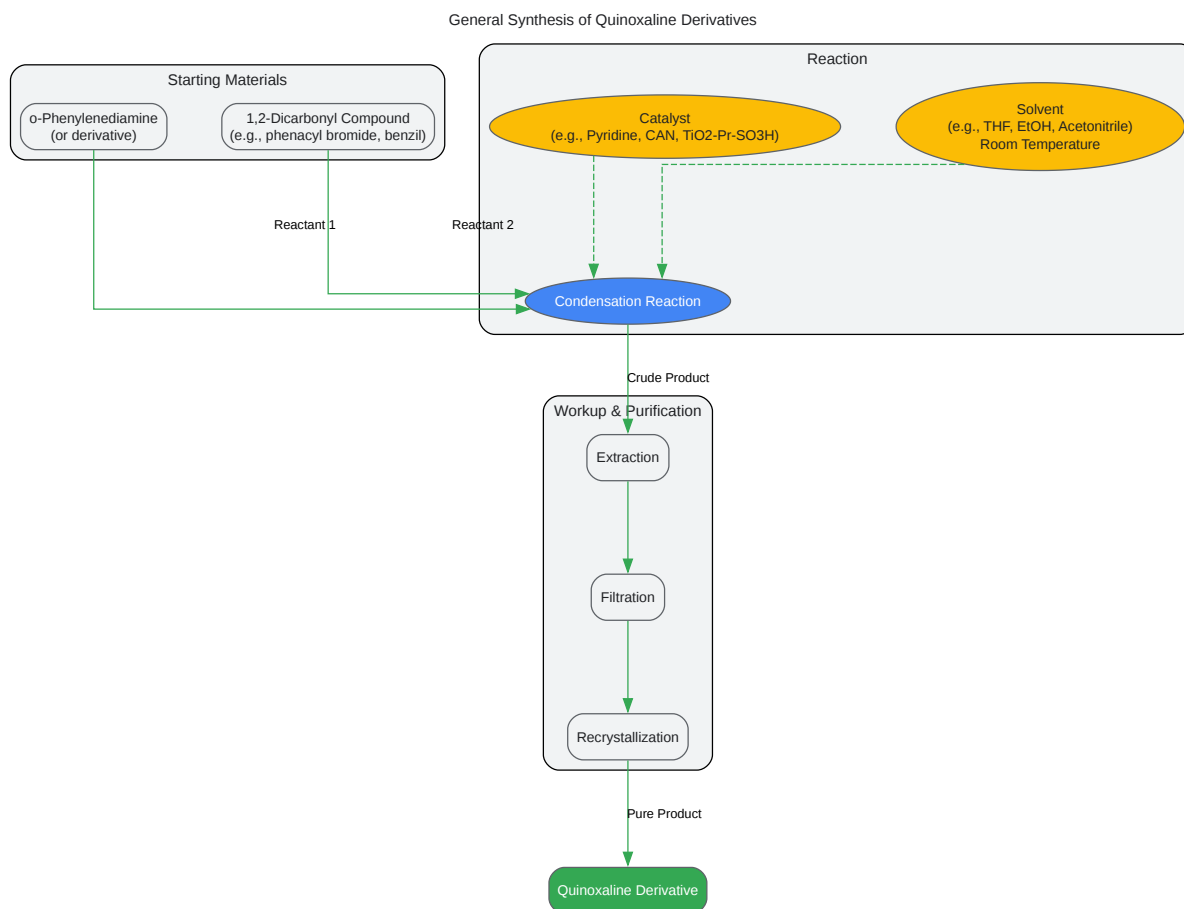 General Synthesis of Quinoxaline Derivatives
Starting Materials
o-Phenylenediamine
(or derivative)
1,2-Dicarbonyl Compound
(e.g., phenacyl bromide, benzil)
Reaction
Catalyst
(e.g., Pyridine, CAN, TiO2-Pr-SO3H)
Solvent
(e.g., THF, EtOH, Acetonitrile)
Room Temperature
Reactant 1
Reactant 2
Condensation Reaction
Crude Product
Workup & Purification
Extraction
Filtration
Recrystallization
Pure Product
Quinoxaline Derivative